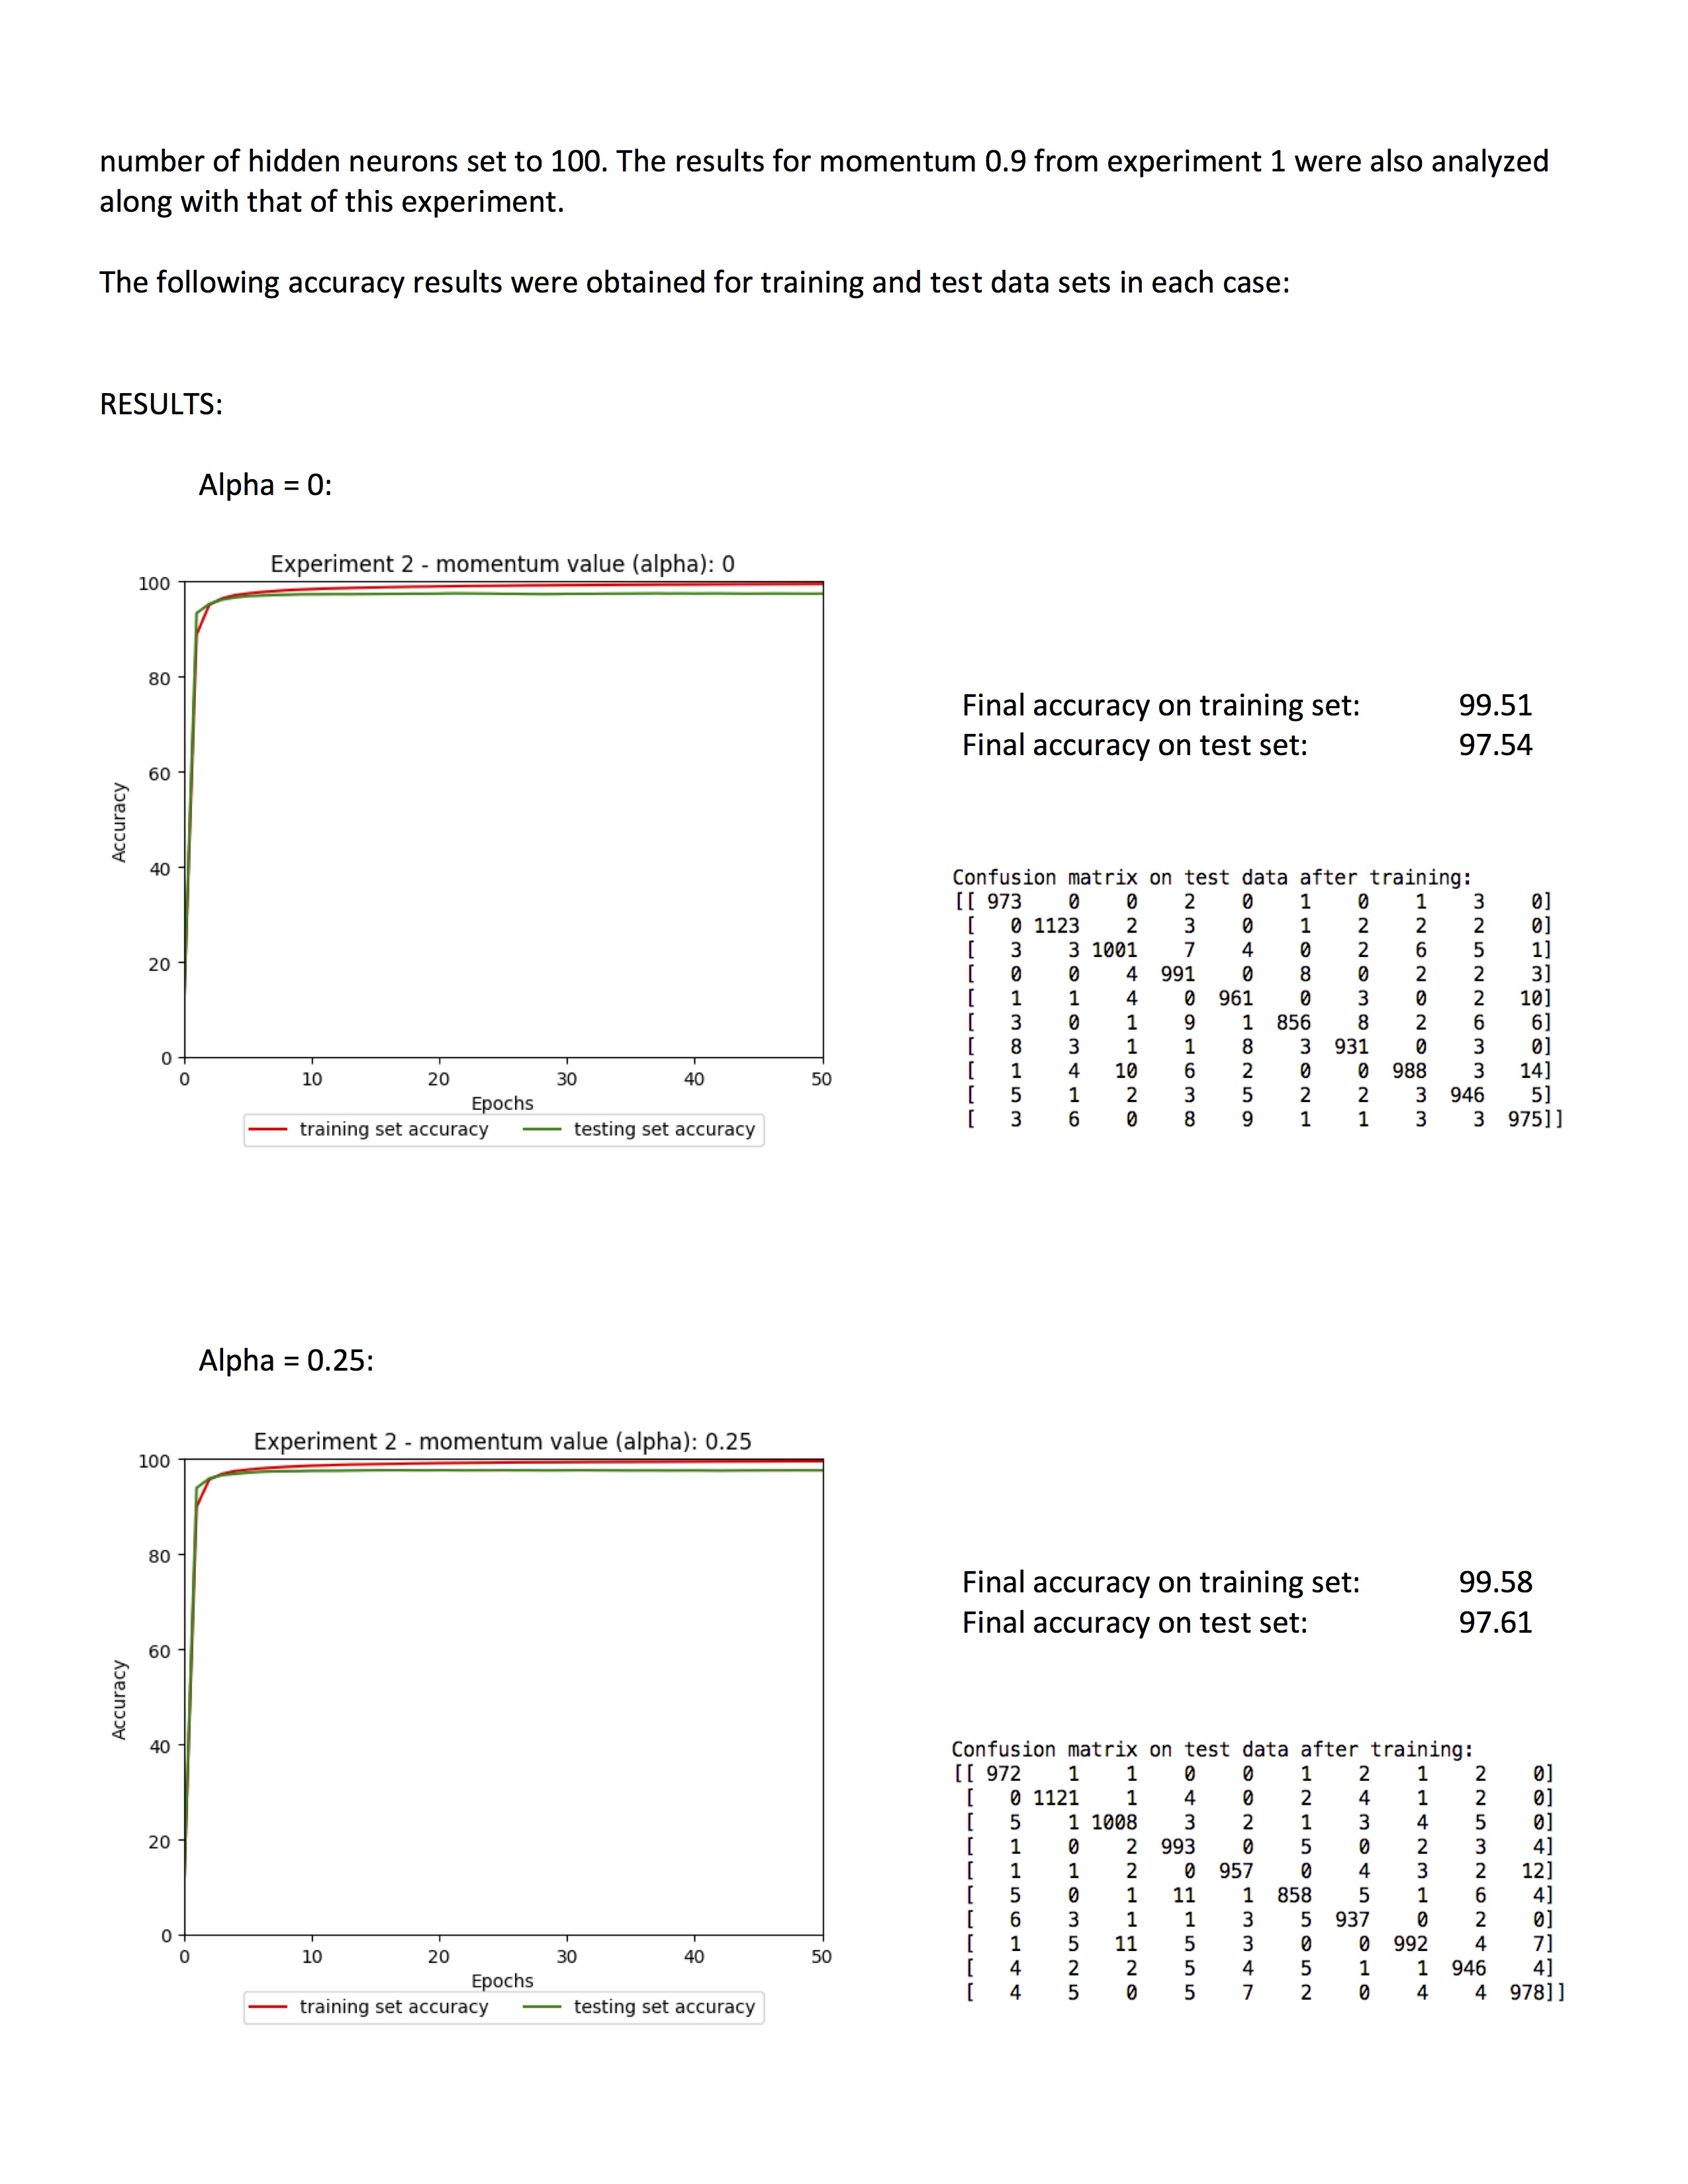 number of hidden neurons set to 100. The results for momentum 0.9 from experiment 1 were also analyzed
along with that of this experiment.
The following accuracy results were obtained for training and test data sets in each case:
RESULTS:
Alpha = 0:
Experiment 2 - momentum value (alpha): 0
100
80
60
40
20
0
Accuracy
0 10 20 30 40 50
Epochs
training set accuracy testing set accuracy
Final accuracy on training set: 99.51
Final accuracy on test set: 97.54
Confusion matrix on test data after training:
[[ 973 0 0 2 0 1 0 1 3 0]
[ 0 1123 2 3 0 1 2 2 2 0]
[ 3 3 1001 7 4 0 2 6 5 1]
[ 0 0 4 991 0 8 0 2 2 3]
[ 1 1 4 0 961 0 3 0 2 10]
[ 3 0 1 9 1 856 8 2 6 6]
[ 8 3 1 1 8 3 931 0 3 0]
[ 1 4 10 6 2 0 0 988 3 14]
[ 5 1 2 3 5 2 2 3 946 5]
[ 3 6 0 8 9 1 1 3 3 975]]
Alpha = 0.25:
Experiment 2 - momentum value (alpha): 0.25
100
80
60
40
20
0
Accuracy
0 10 20 30 40 50
Epochs
training set accuracy testing set accuracy
Final accuracy on training set: 99.58
Final accuracy on test set: 97.61
Confusion matrix on test data after training:
[[ 972 1 1 0 0 1 2 1 2 0]
[ 0 1121 1 4 0 2 4 1 2 0]
[ 5 1 1008 3 2 1 3 4 5 0]
[ 1 0 2 993 0 5 0 2 3 4]
[ 1 1 2 0 957 0 4 3 2 12]
[ 5 0 1 11 1 858 5 1 6 4]
[ 6 3 1 1 3 5 937 0 2 0]
[ 1 5 11 5 3 0 0 992 4 7]
[ 4 2 2 5 4 5 1 1 946 4]
[ 4 5 0 5 7 2 0 4 4 978]]